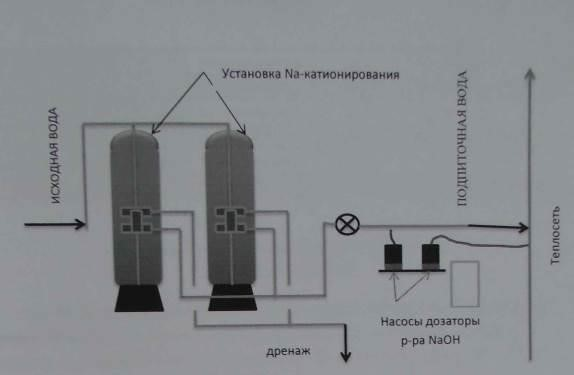 Установка Na-катионирования
ИСХОДНАЯ ВОДА
ПОДПИТОЧНАЯ ВОДА
Теплосеть
Насосы дозаторы
р-ра NaOH
дренаж